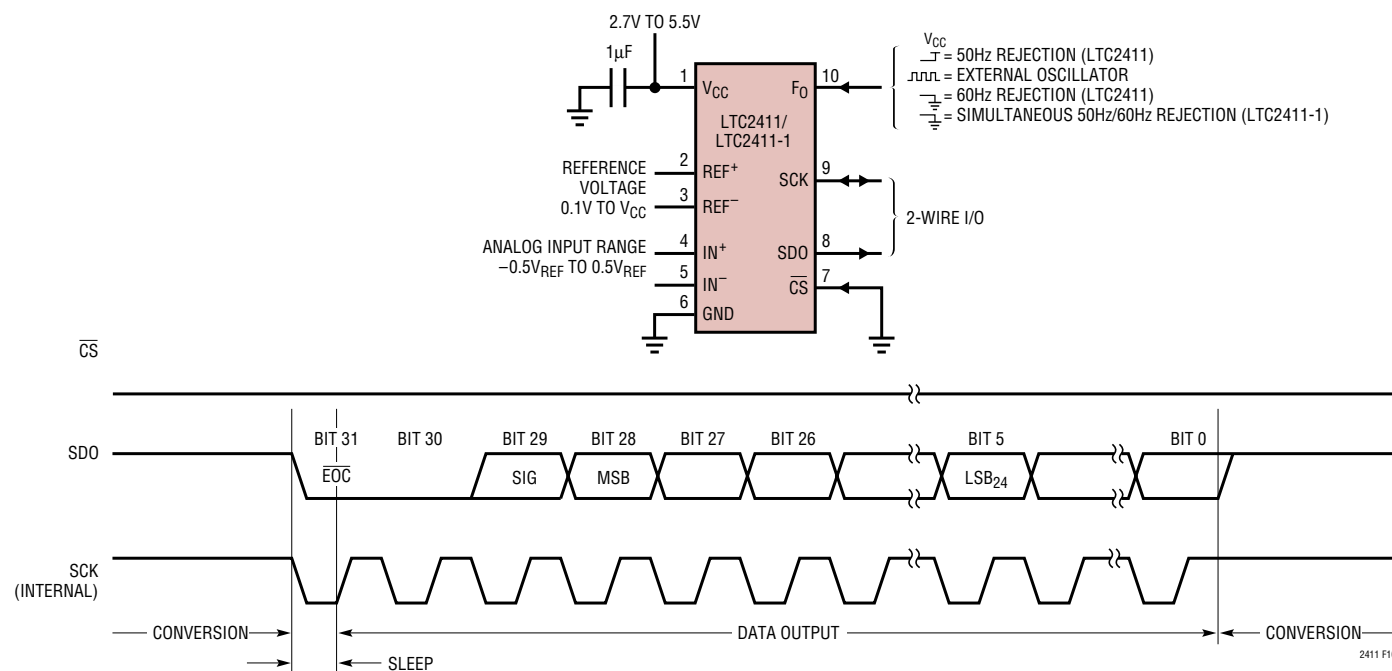 2.7V TO 5.5V
1µF
VCC
= 50Hz REJECTION (LTC2411)
= EXTERNAL OSCILLATOR
= 60Hz REJECTION (LTC2411)
= SIMULTANEOUS 50Hz/60Hz REJECTION (LTC2411-1)
1
VCC
FO
10
LTC2411/
LTC2411-1
REFERENCE
VOLTAGE
0.1V TO VCC
2
REF+
3
REF−
SCK
9
2-WIRE I/O
ANALOG INPUT RANGE
−0.5VREF TO 0.5VREF
4
IN+
5
IN−
6
GND
SDO
8
CS
7
CS
SDO
BIT 31
BIT 30
BIT 29
BIT 28
BIT 27
BIT 26
BIT 5
BIT 0
EOC
SIG
MSB
LSB24
SCK
(INTERNAL)
CONVERSION
DATA OUTPUT
CONVERSION
SLEEP